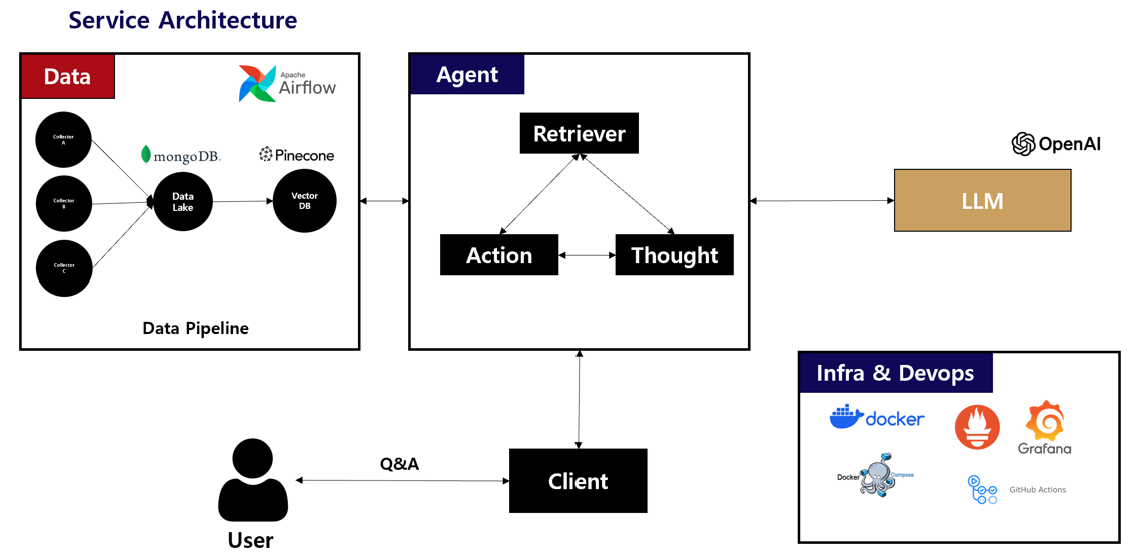 Service Architecture
Data
Apache
Airflow
Collector
A
Collector
B
Collector
C
mongoDB.
Data
Lake
Pinecone
Vector
DB
Data Pipeline
Agent
Retriever
Action
Thought
OpenAI
LLM
Infra & Devops
docker
Grafana
Docker
Compose
GitHub Actions
Q&A
Client
User